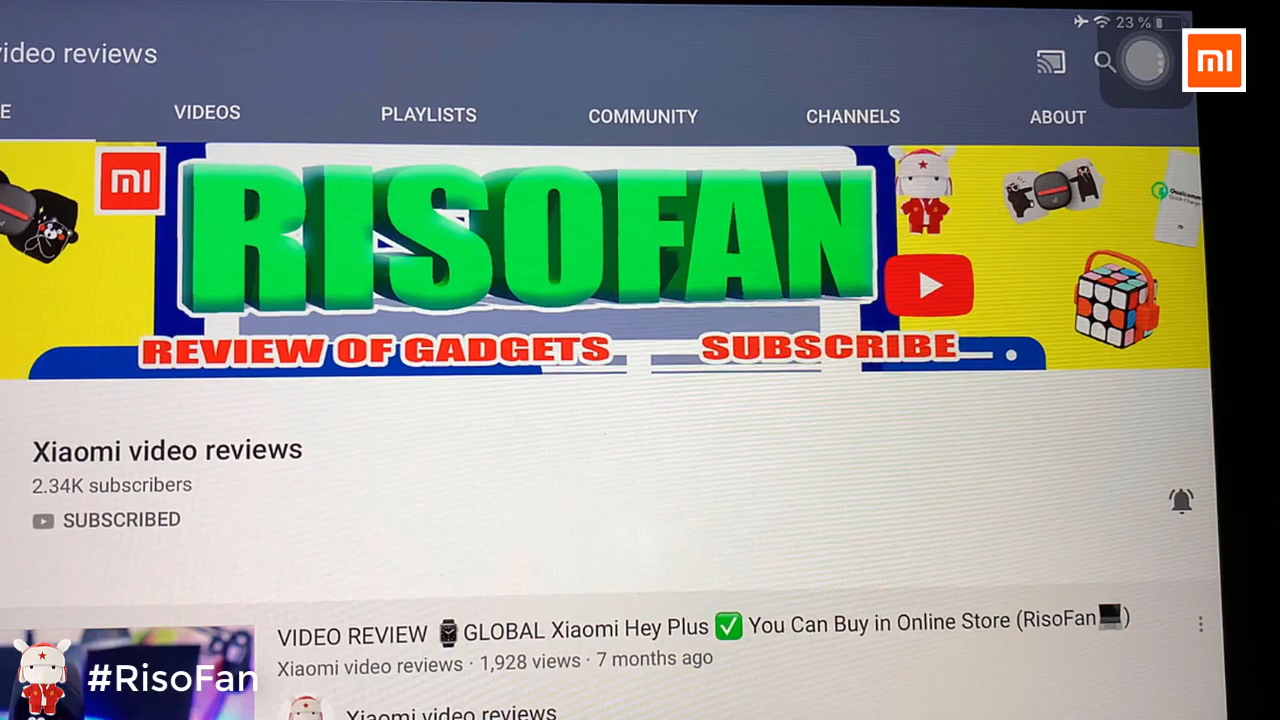 23 %
video reviews
mi
E VIDEOS PLAYLISTS COMMUNITY CHANNELS ABOUT
mi
RISOFAN
Qualcomm
REVIEW OF GADGETS SUBSCRIBE
Xiaomi video reviews
2.34K subscribers
SUBSCRIBED
VIDEO REVIEW ⌚GLOBAL Xiaomi Hey Plus ✅ You Can Buy in Online Store (RisoFan💻)
Xiaomi video reviews · 1,928 views · 7 months ago
#RisoFan
Xiaomi video reviews